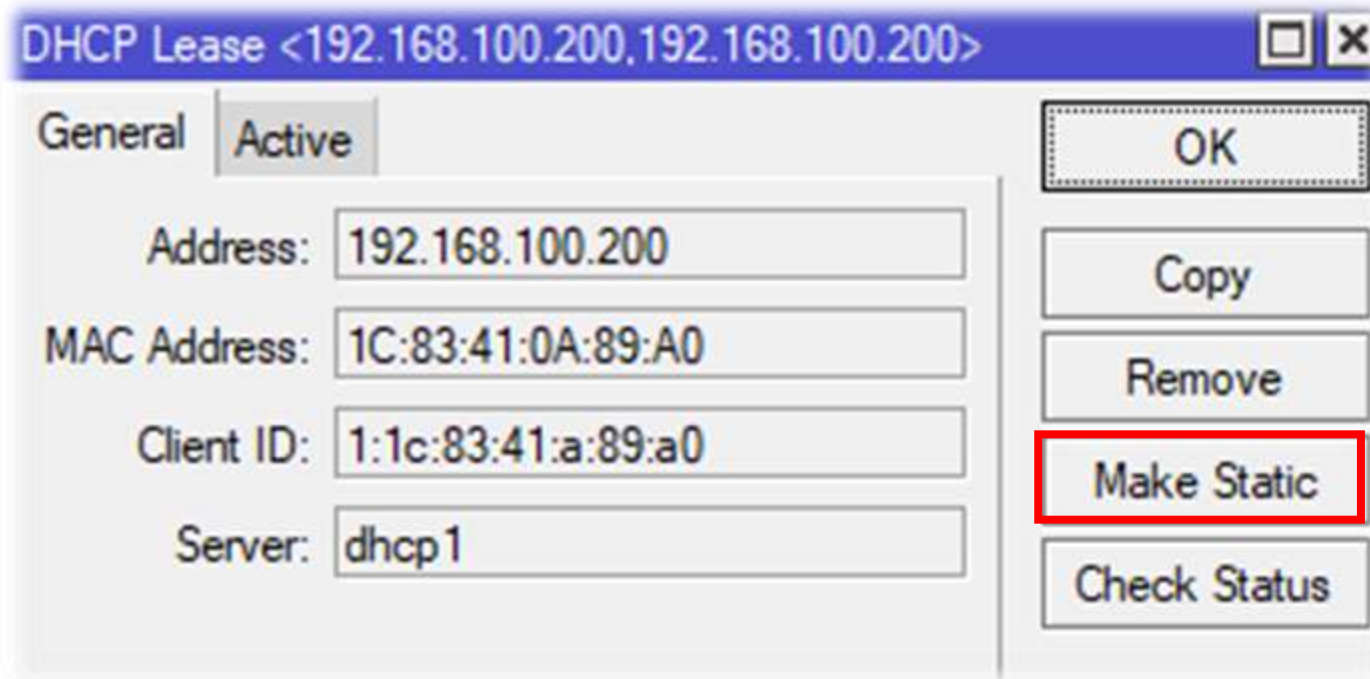 DHCP Lease <192.168.100.200,192.168.100.200>
General
Active
OK
Address: 192.168.100.200
Copy
MAC Address: 1C:83:41:0A:89:A0
Remove
Client ID: 1:1c:83:41:a:89:a0
Make Static
Server: dhcp1
Check Status